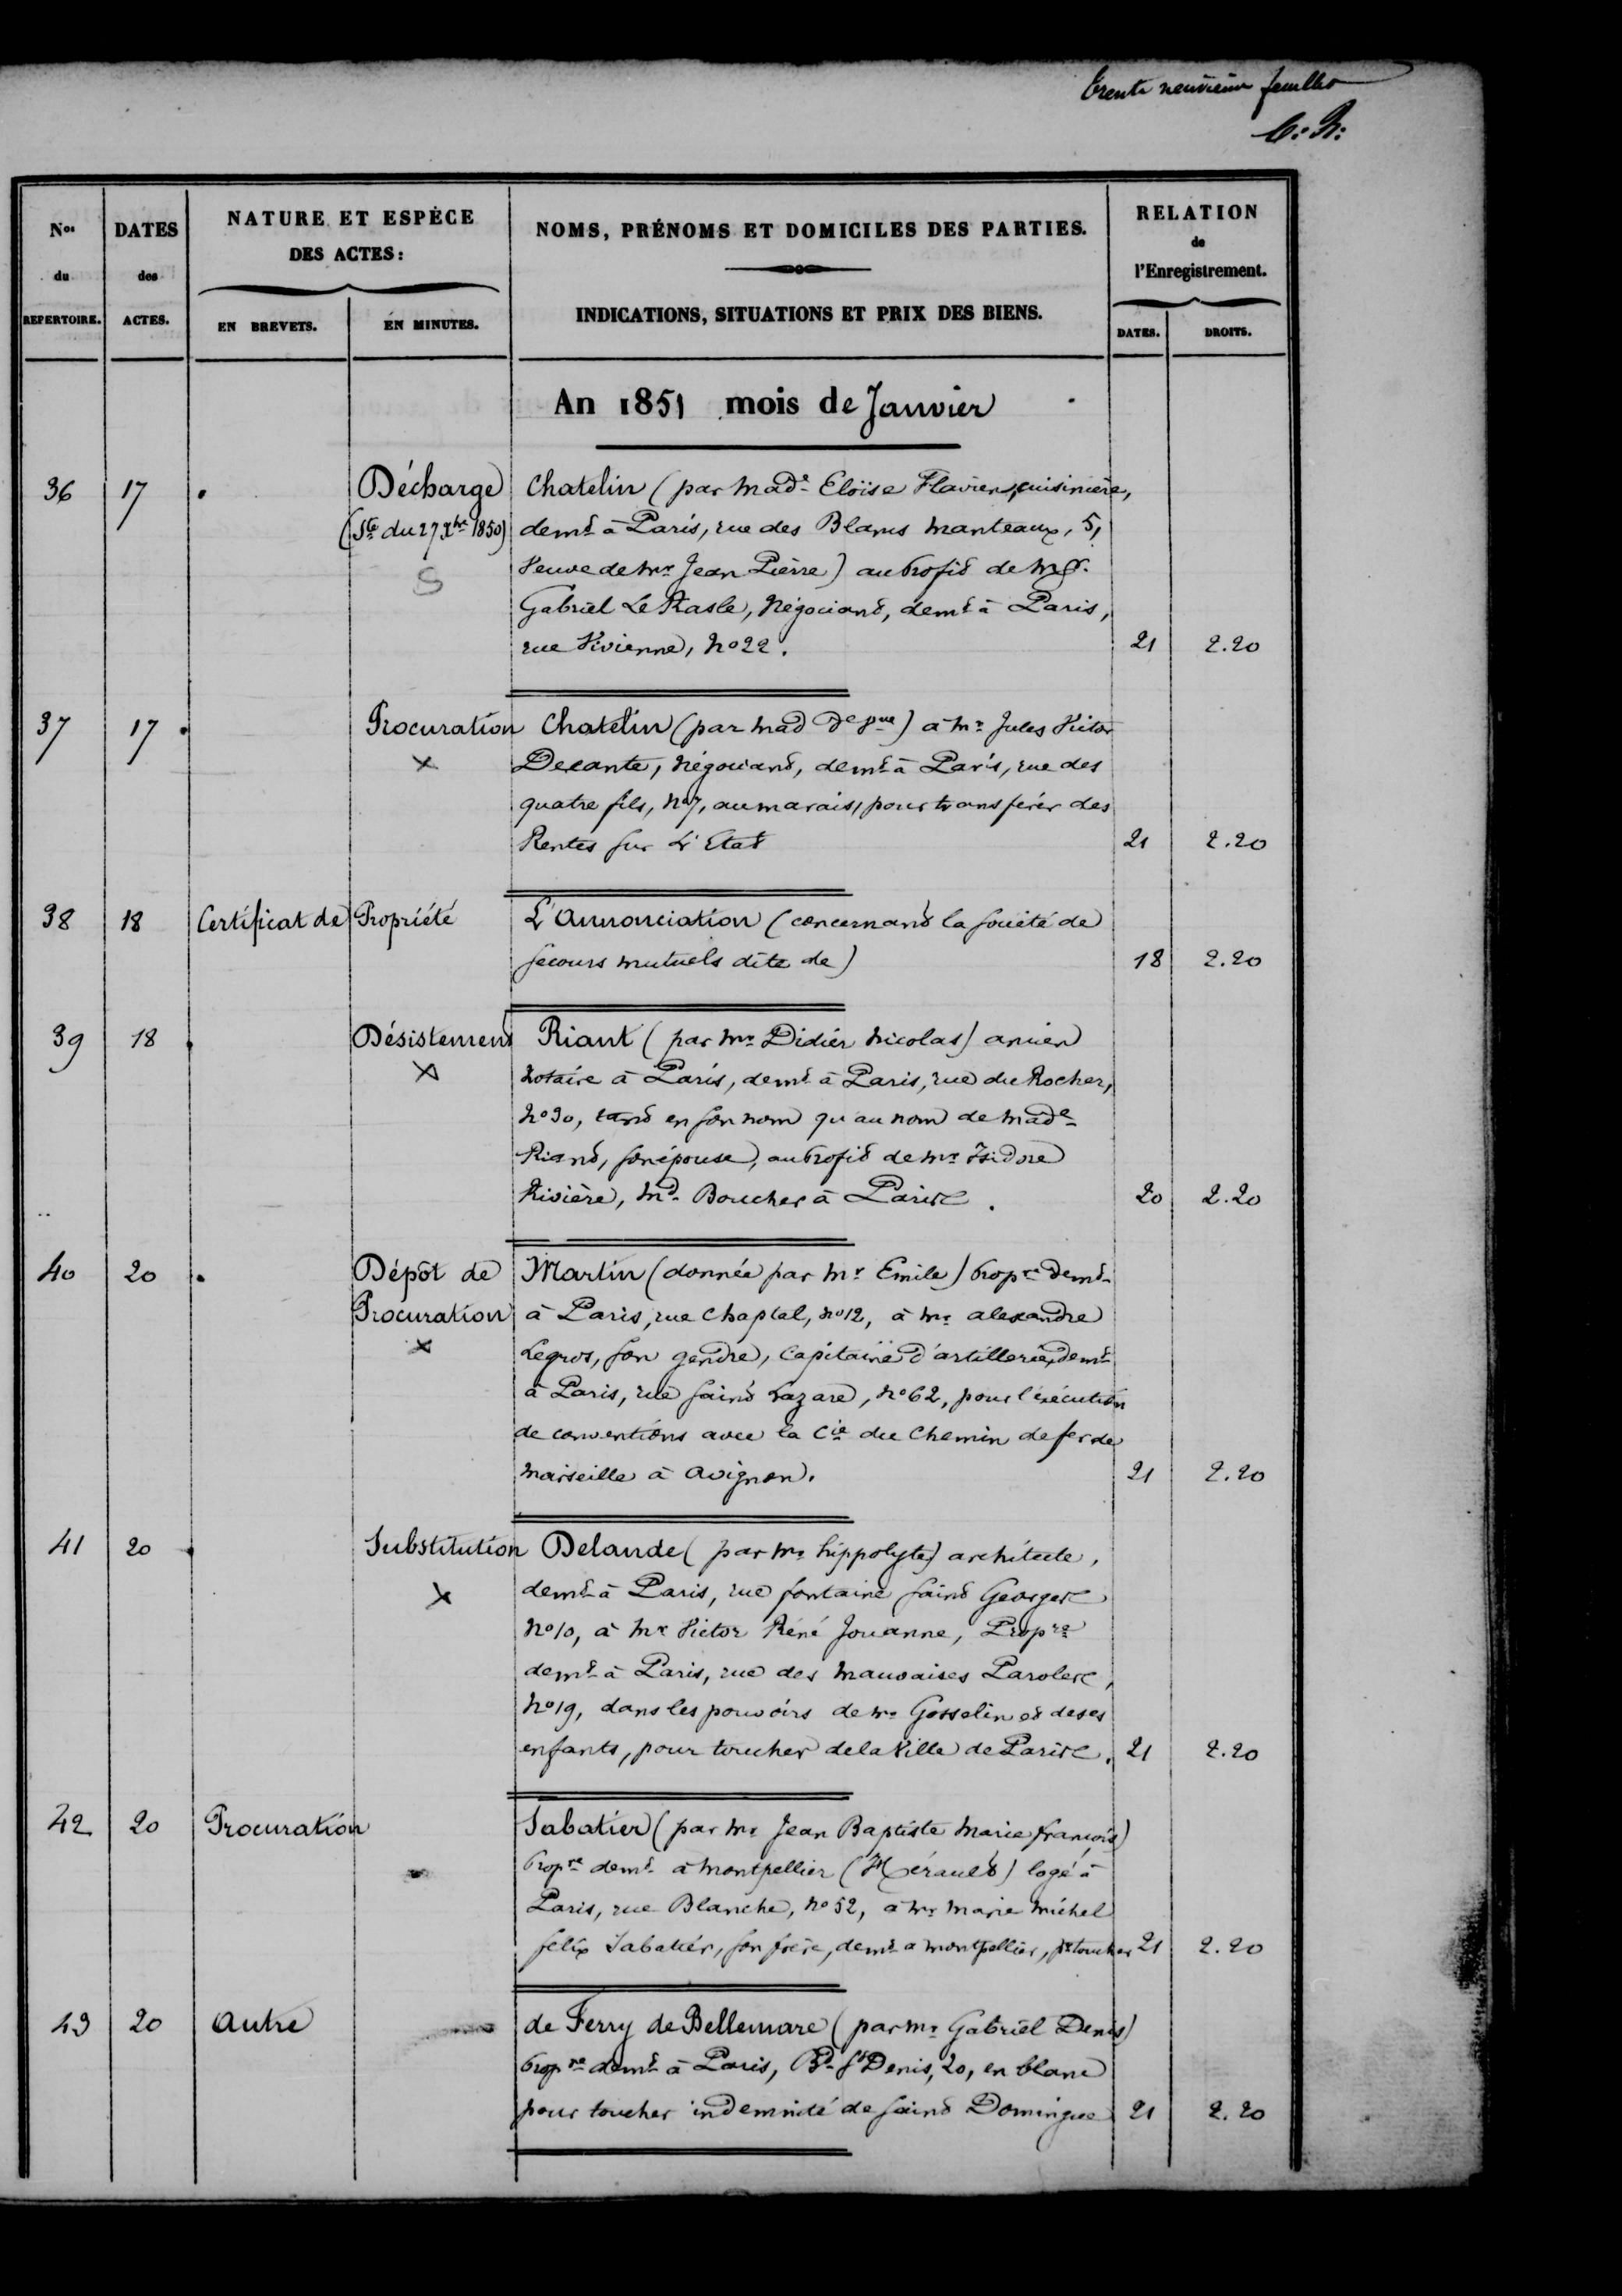 Trente neuvième feuillet
Nos du REPERTOIRE. DATES des ACTES. NATURE ET ESPÈCE DES ACTES: EN BREVETS. EN MINUTES.
NOMS, PRÉNOMS ET DOMICILES DES PARTIES.
INDICATIONS, SITUATIONS ET PRIX DES BIENS.
RELATION de l'Enregistrement. DATES. DROITS.
An 1851 mois de Janvier
36 17 Décharge Chatelin (par Made Eloïse Flavien, cuisinière,
(Ste du 27 Xbre 1850) demt à Paris, rue des Blancs Manteaux, 5,
S Veuve de Mr Jean Pierre) au profit de Mr
Gabriel Le Rasle, Négociant, demt à Paris,
rue Vivienne, No 22. 21 2.20
37 17 Procuration Chatelin (par Mad De Vve) à Mr Jules Victor
X Decante, Négociant, demt à Paris, rue des
quatre fils, No 7, au marais, pour transférer des
Rentes sur L'Etat 21 2.20
38 18 Certificat de Propriété L'Annonciation (concernant la société de
secours mutuels dite de) 18 2.20
39 18 Désistement Riant (par Mr Didier Nicolas) ancien
X Notaire à Paris, demt à Paris, rue du Rocher,
No 30, tant en son nom qu'au nom de Made
Riant, son épouse, au profit de Mr Isidore
Rivière, Md Boucher à Paris. 20 2.20
40 20 Dépôt de Martin (donnée par Mr Emile) Propre demt
Procuration à Paris, rue Chaptal, No 12, à Mr Alexandre
X Legros, son gendre, Capitaine d'artillerie, demt
à Paris, rue saint Lazare, No 62, pour l'exécution
de conventions avec la Cie du Chemin de fer de
Marseille à Avignon. 21 2.20
41 20 Substitution Delaude (par Mr hippolyte) architecte,
X demt à Paris, rue fontaine saint Georges
No 10, à Mr Victor Réné Jouanne, Propre
demt à Paris, rue des Mauvaises Paroles,
No 19, dans les pouvoirs de Mr Gosselin et de ses
enfants, pour toucher de la Ville de Paris. 21 2.20
42 20 Procuration Sabatier (par Mr Jean Baptiste Marie françois)
Propre demt à Montpellier (Hérault) logé à
Paris, rue Blanche, No 52, à Mr Marie Michel
felix Sabatier, son frère, demt à Montpellier, pr toucher 21 2.20
43 20 Autre de Ferry de Bellemare (par Mr Gabriel Denis)
Propre demt à Paris, Bd St Denis, 20, en blanc
pour toucher indemnité de saint Domingue 21 2.20